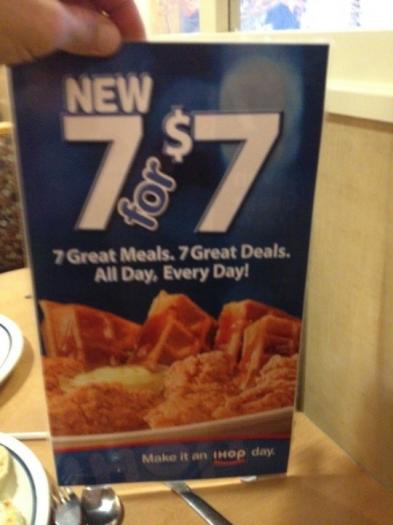 NEW
7 for $7
7 Great Meals. 7 Great Deals.
All Day, Every Day!
Make it an IHOP day.